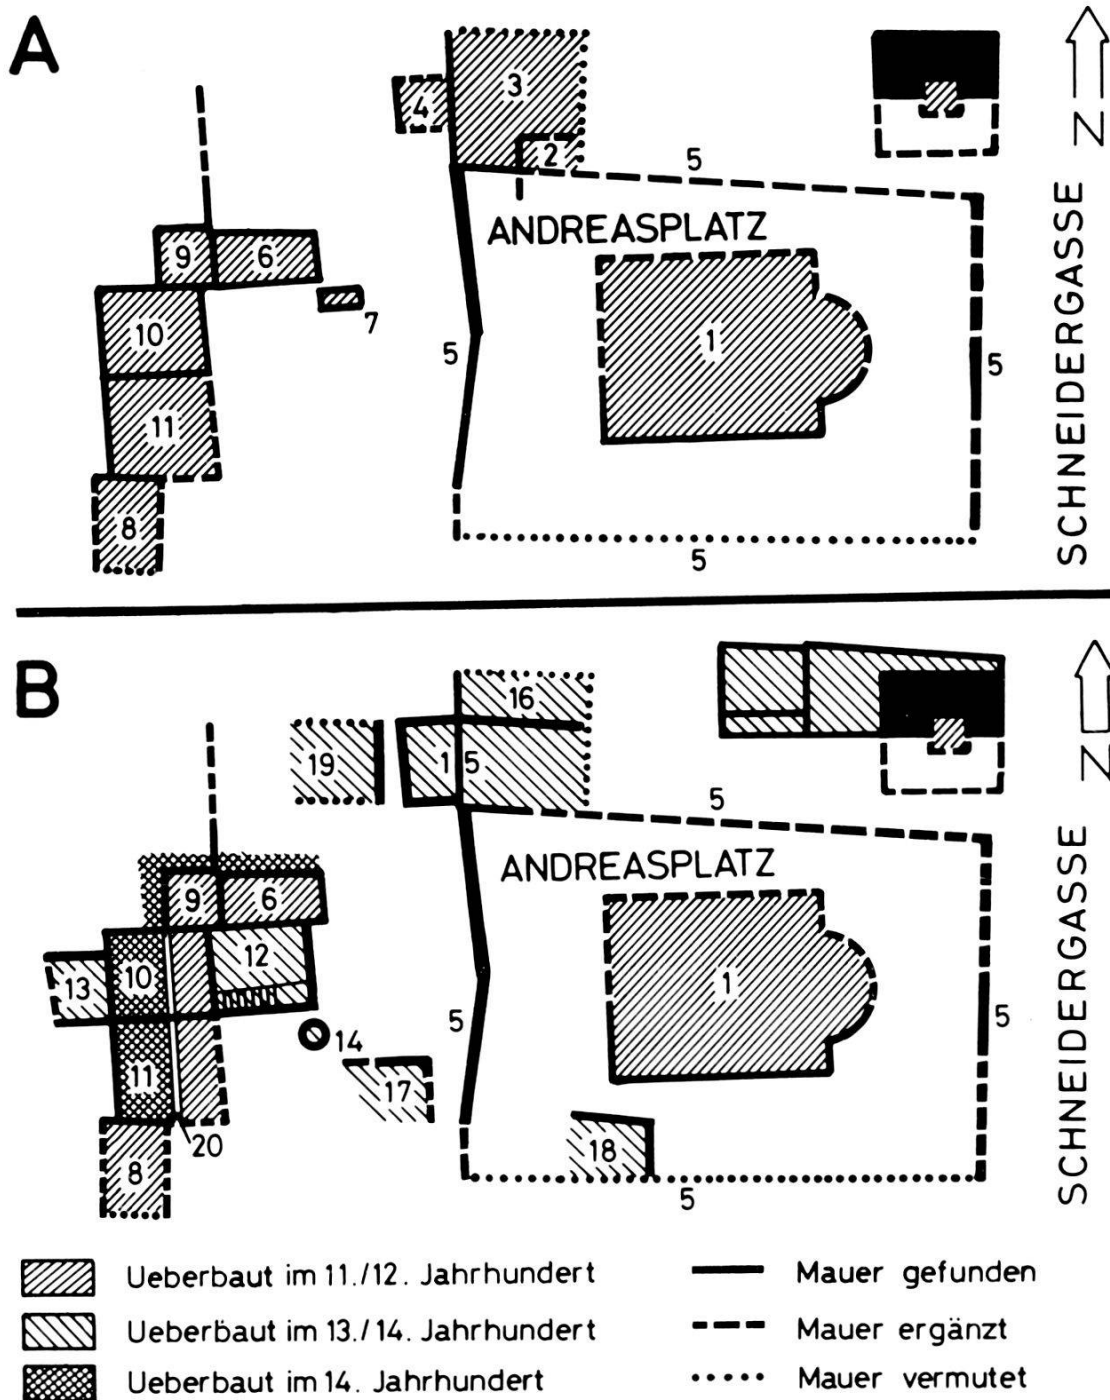 A
3
4
2
5
N
ANDREASPLATZ
SCHNEIDERGASSE
9
6
7
10
5
1
5
11
8
5
B
16
19
15
5
N
ANDREASPLATZ
SCHNEIDERGASSE
9
6
12
10
13
1
5
5
14
11
17
20
18
8
5
Ueberbaut im 11./12. Jahrhundert
Mauer gefunden
Ueberbaut im 13./14. Jahrhundert
Mauer ergänzt
Ueberbaut im 14. Jahrhundert
Mauer vermutet